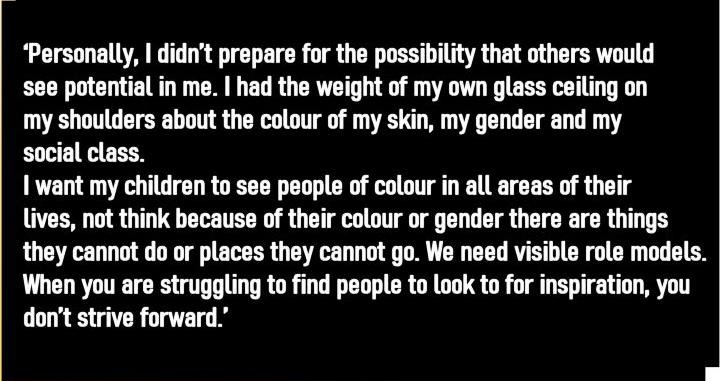 ‘Personally, I didn’t prepare for the possibility that others would
see potential in me. I had the weight of my own glass ceiling on
my shoulders about the colour of my skin, my gender and my
social class.
I want my children to see people of colour in all areas of their
lives, not think because of their colour or gender there are things
they cannot do or places they cannot go. We need visible role models.
When you are struggling to find people to look to for inspiration, you
don’t strive forward.’